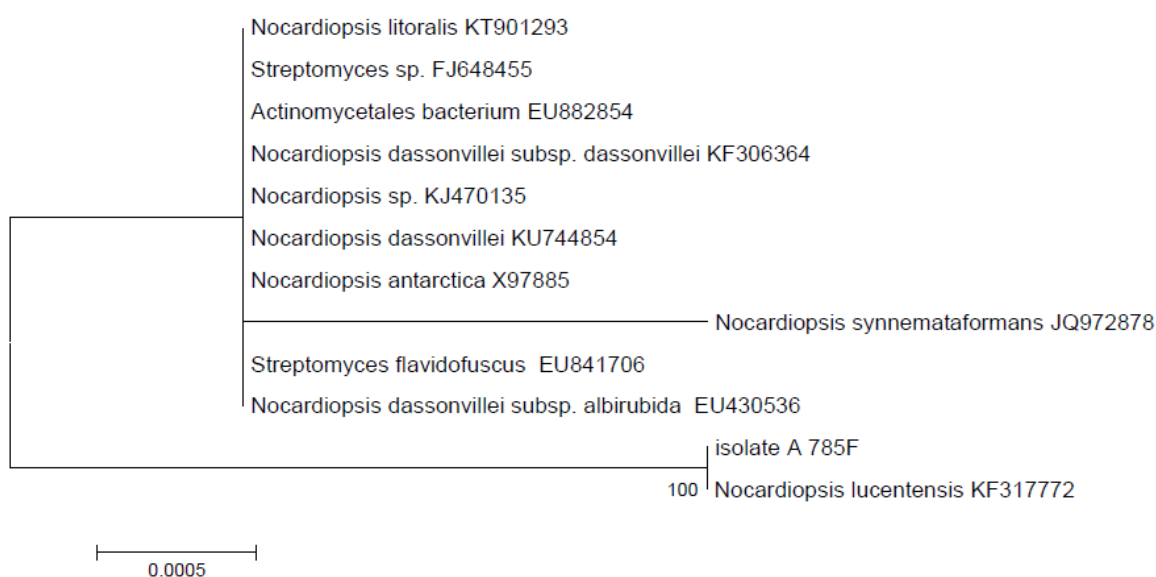 Nocardiopsis litoralis KT901293
Streptomyces sp. FJ648455
Actinomycetales bacterium EU882854
Nocardiopsis dassonvillei subsp. dassonvillei KF306364
Nocardiopsis sp. KJ470135
Nocardiopsis dassonvillei KU744854
Nocardiopsis antarctica X97885
Nocardiopsis synnemataformans JQ972878
Streptomyces flavidofuscus EU841706
Nocardiopsis dassonvillei subsp. albirubida EU430536
isolate A 785F
100 Nocardiopsis lucentensis KF317772
0.0005